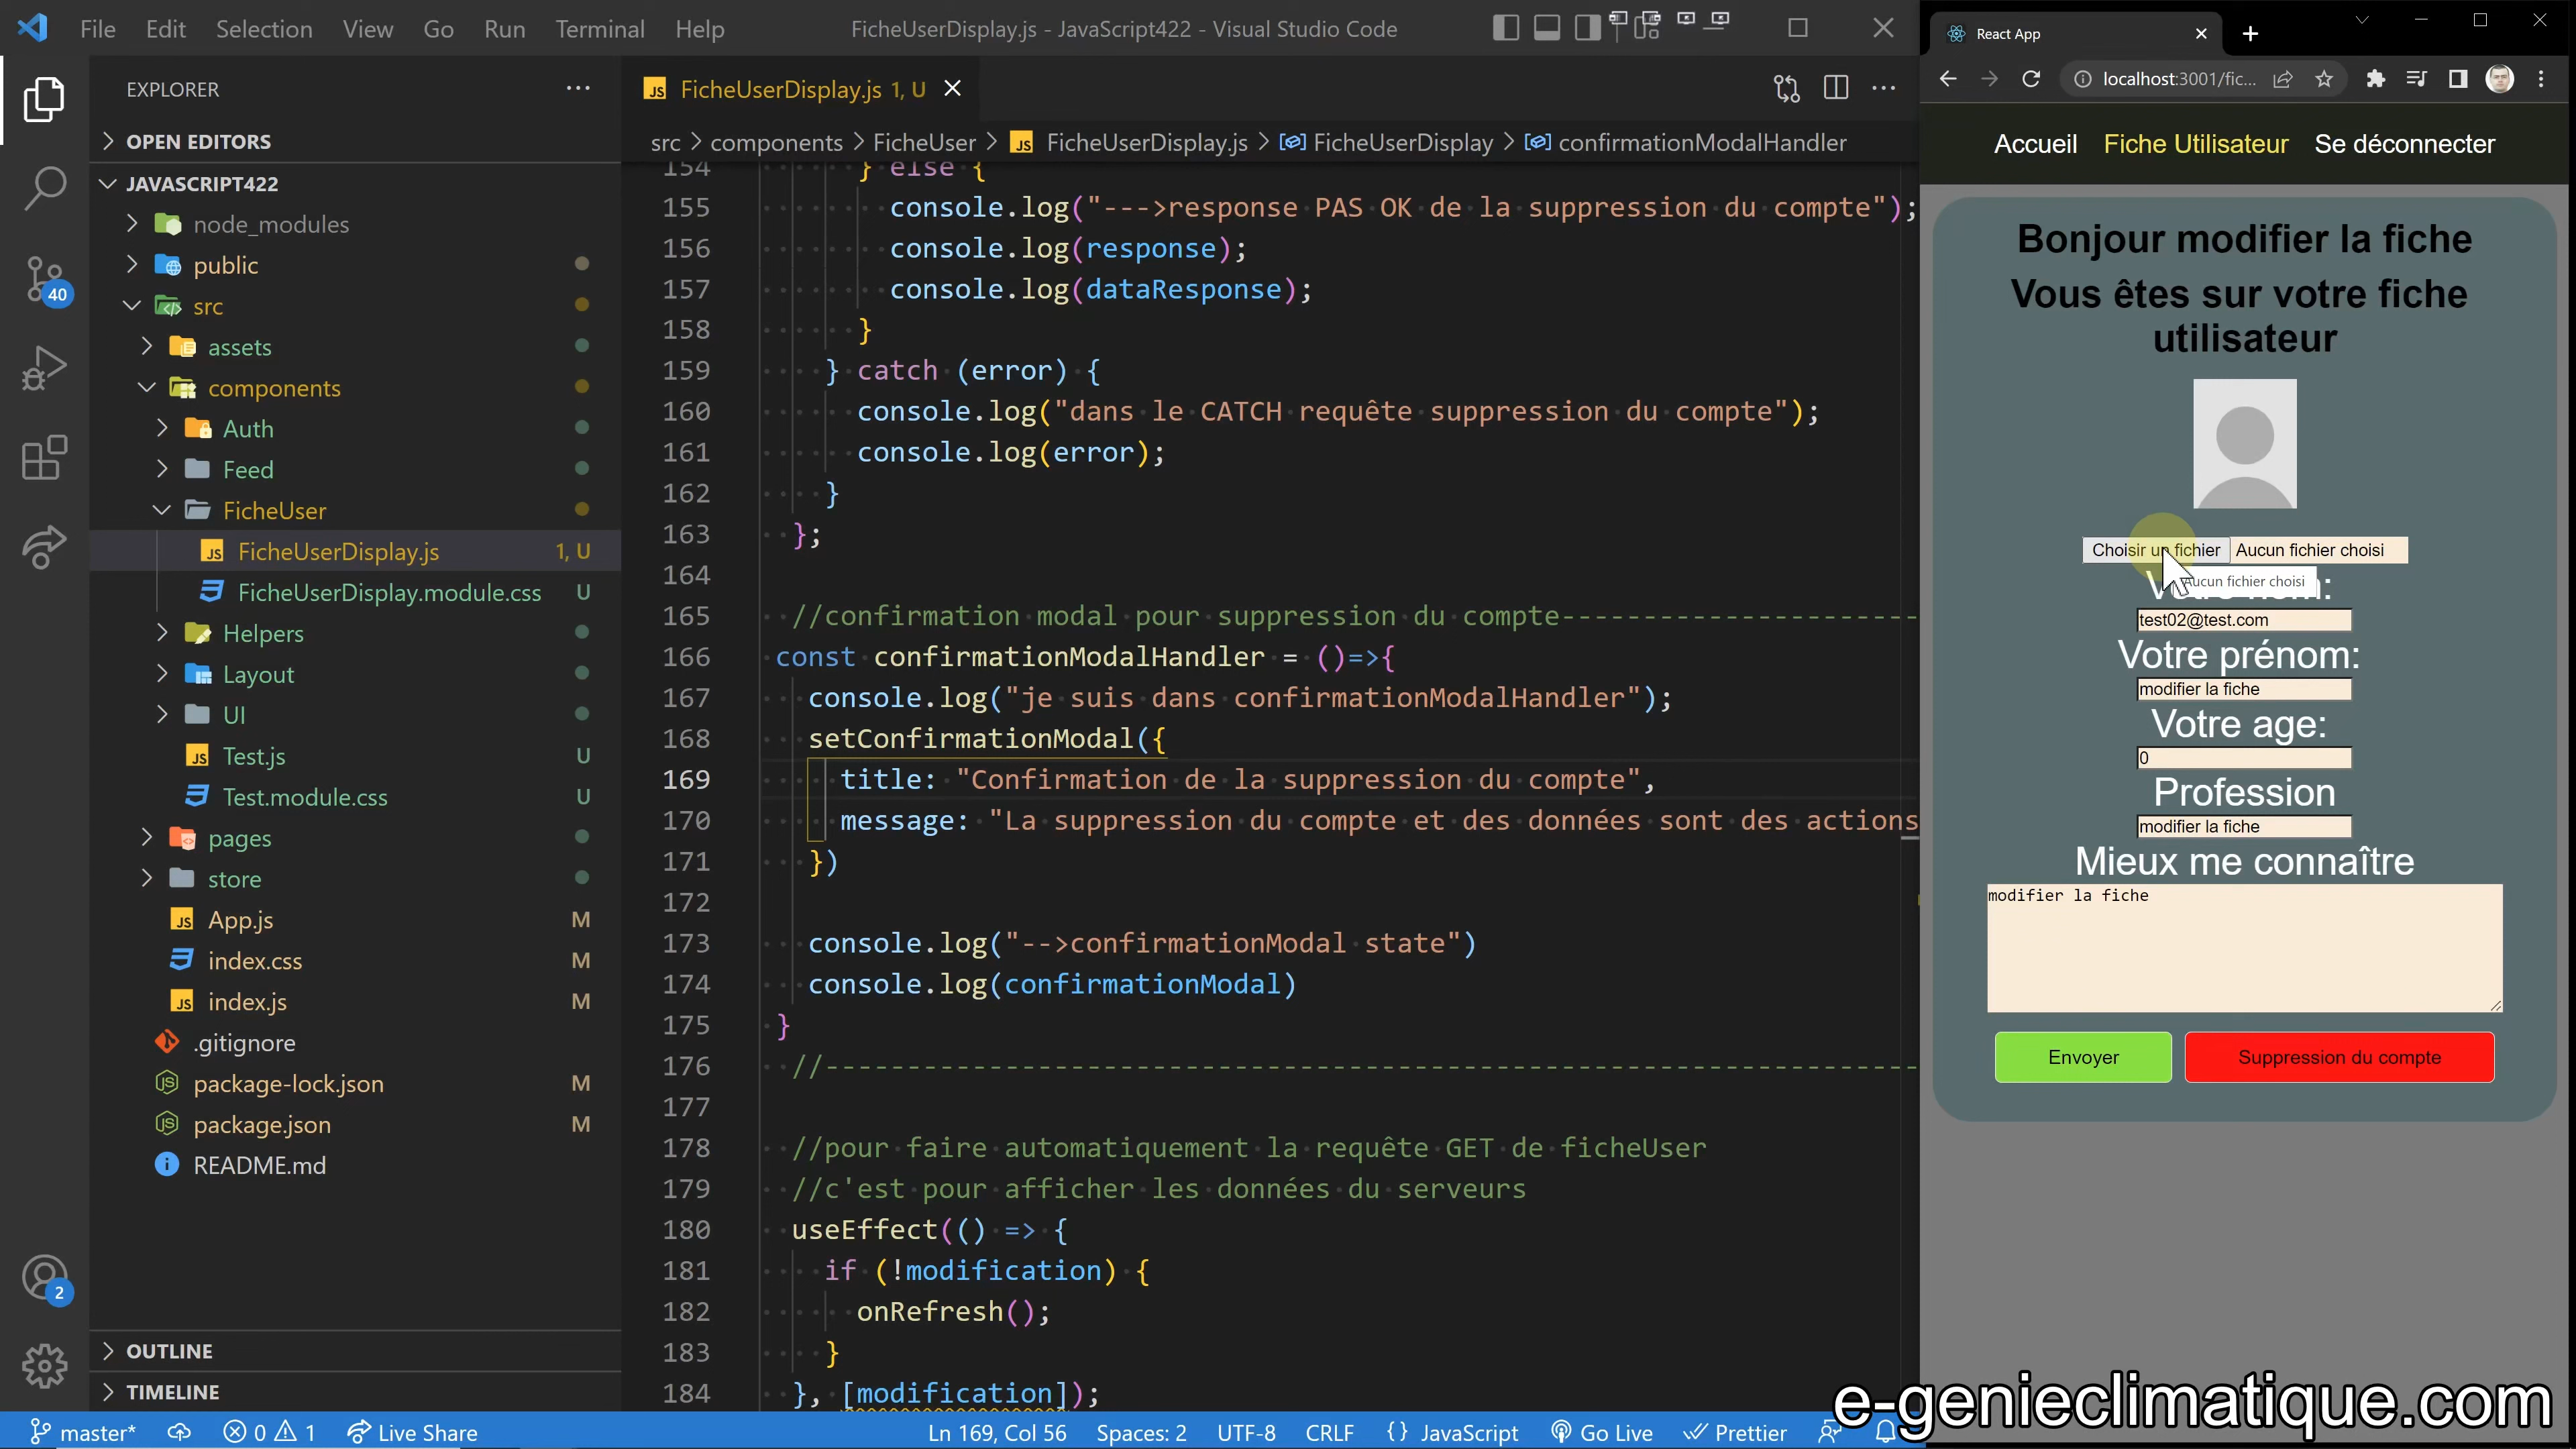 File Edit Selection View Go Run Terminal Help
FicheUserDisplay.js - JavaScript422 - Visual Studio Code
EXPLORER
OPEN EDITORS
JAVASCRIPT422
node_modules
public
src
assets
components
Auth
Feed
FicheUser
FicheUserDisplay.js 1, U
FicheUserDisplay.module.css U
Helpers
Layout
UI
Test.js U
Test.module.css U
pages
store
App.js M
index.css M
index.js M
.gitignore
package-lock.json M
package.json M
README.md
OUTLINE
TIMELINE
40
2
FicheUserDisplay.js 1, U
src > components > FicheUser > FicheUserDisplay.js > FicheUserDisplay > confirmationModalHandler
154 } else {
155 console.log("--->response PAS OK de la suppression du compte");
156 console.log(response);
157 console.log(dataResponse);
158 }
159 } catch (error) {
160 console.log("dans le CATCH requête suppression du compte");
161 console.log(error);
162 }
163 };
164
165 //confirmation modal pour suppression du compte----------------------
166 const confirmationModalHandler = ()=>{
167 console.log("je suis dans confirmationModalHandler");
168 setConfirmationModal({
169 title: "Confirmation de la suppression du compte",
170 message: "La suppression du compte et des données sont des actions
171 })
172
173 console.log("-->confirmationModal state")
174 console.log(confirmationModal)
175 }
176 //--------------------------------------------------------------------
177
178 //pour faire automatiquement la requête GET de ficheUser
179 //c'est pour afficher les données du serveurs
180 useEffect(() => {
181 if (!modification) {
182 onRefresh();
183 }
184 }, [modification]);
master* 0 1 Live Share
Ln 169, Col 56 Spaces: 2 UTF-8 CRLF {} JavaScript Go Live Prettier
React App
localhost:3001/fic...
Accueil Fiche Utilisateur Se déconnecter
Bonjour modifier la fiche
Vous êtes sur votre fiche
utilisateur
Choisir un fichier Aucun fichier choisi
Aucun fichier choisi
test02@test.com
Votre prénom:
modifier la fiche
Votre age:
0
Profession
modifier la fiche
Mieux me connaître
modifier la fiche
Envoyer Suppression du compte
e-genieclimatique.com